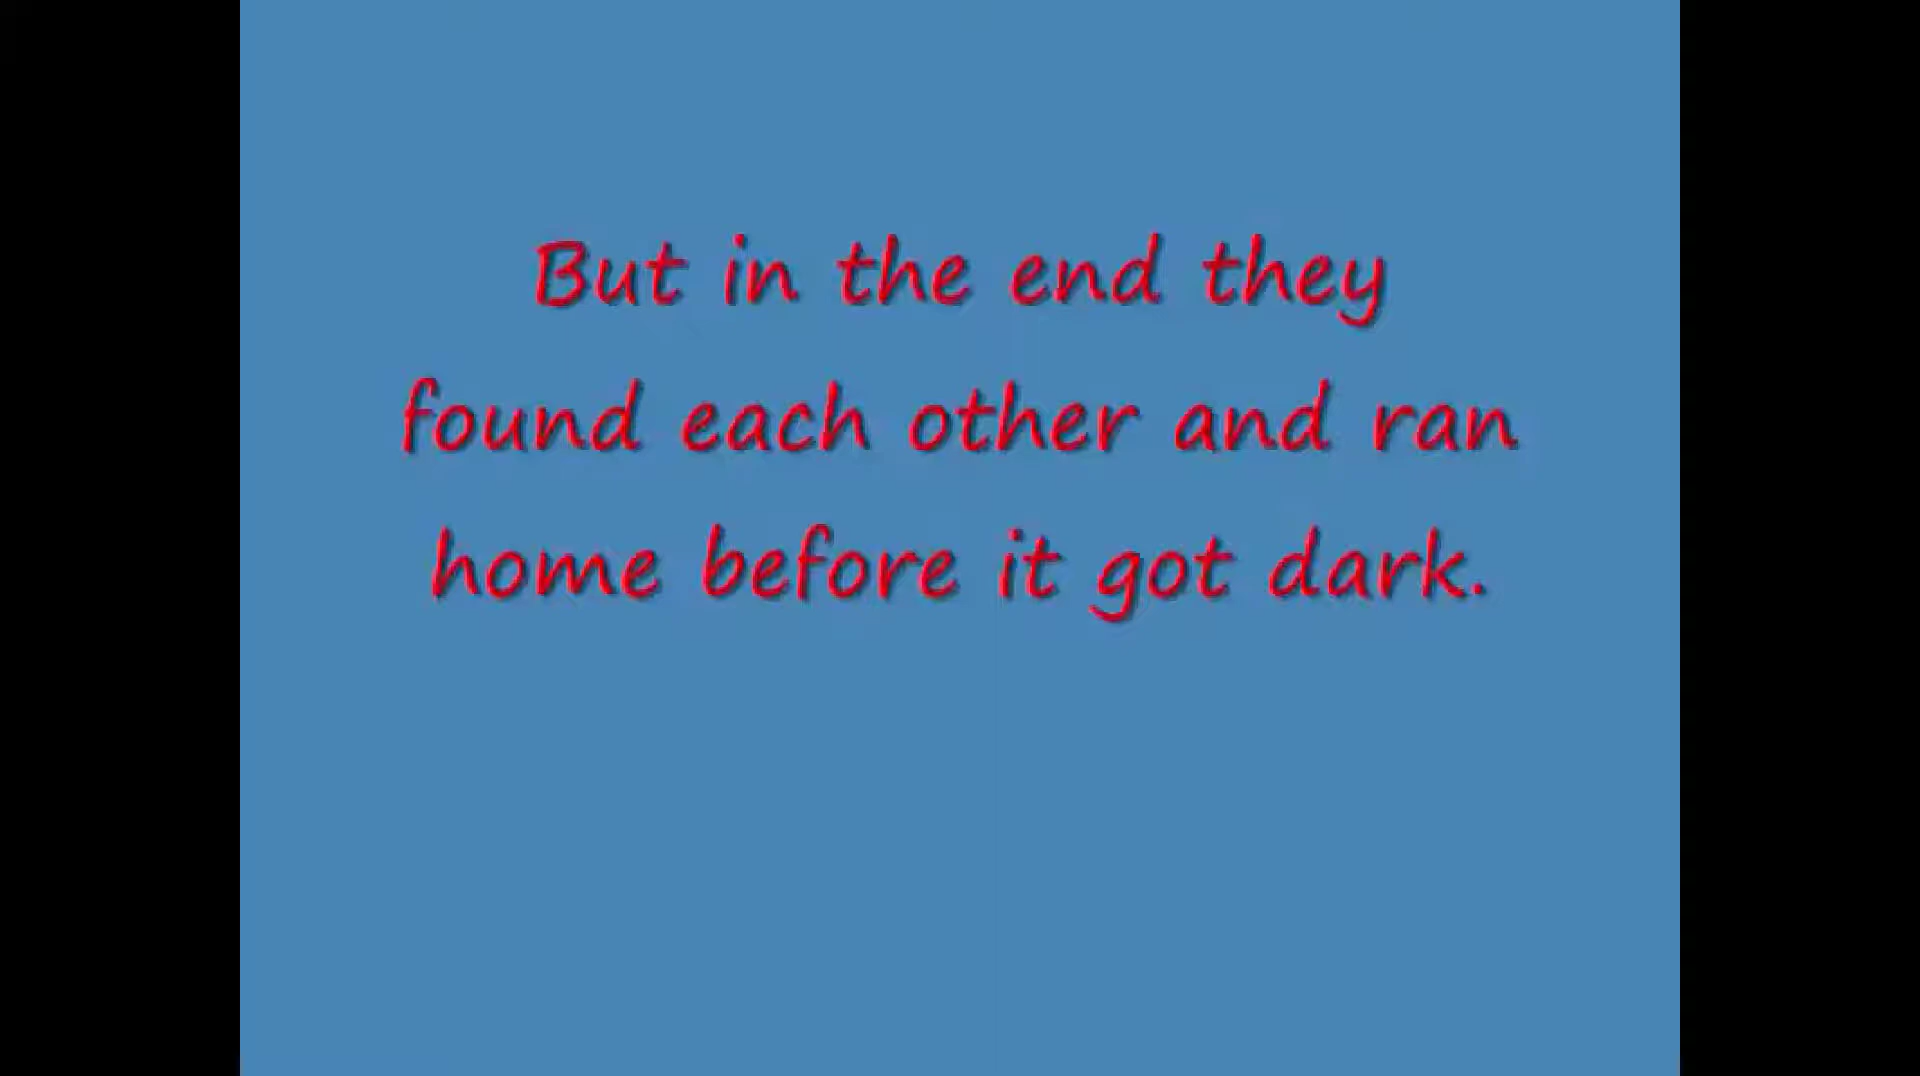 But in the end they
found each other and ran
home before it got dark.